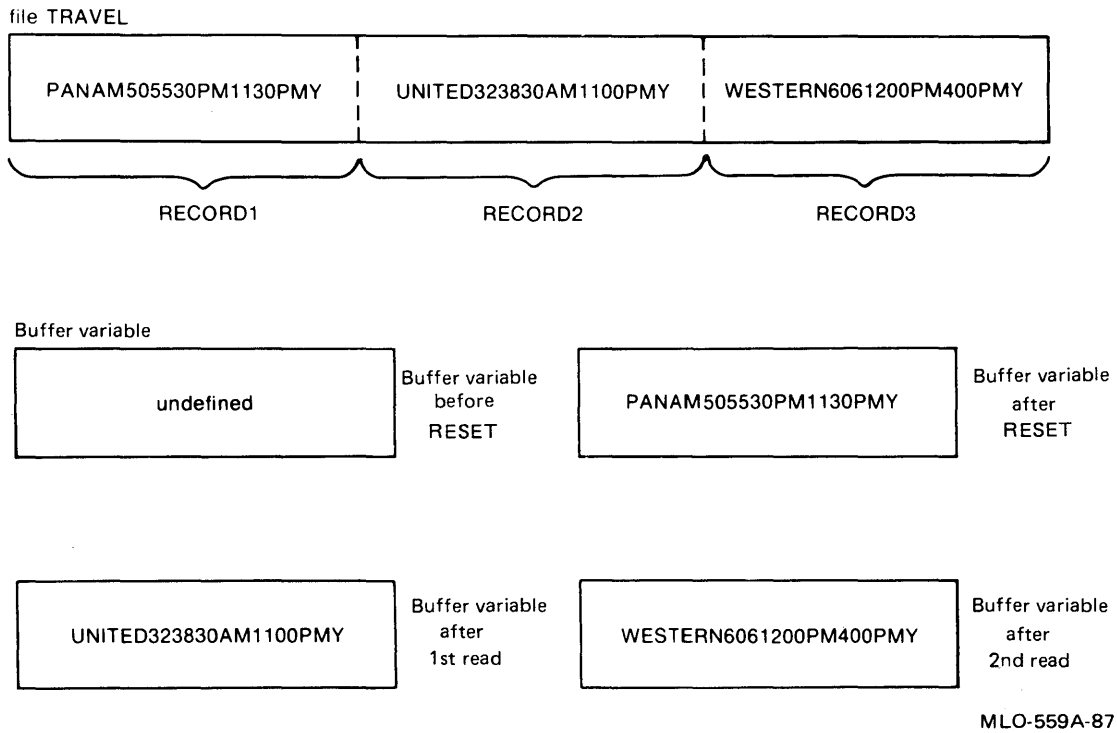 file TRAVEL
PANAM505530PM1130PMY
UNITED323830AM1100PMY
WESTERN6061200PM400PMY
RECORD1
RECORD2
RECORD3
Buffer variable
undefined
Buffer variable
before
RESET
PANAM505530PM1130PMY
Buffer variable
after
RESET
UNITED323830AM1100PMY
Buffer variable
after
1st read
WESTERN6061200PM400PMY
Buffer variable
after
2nd read
MLO-559A-87